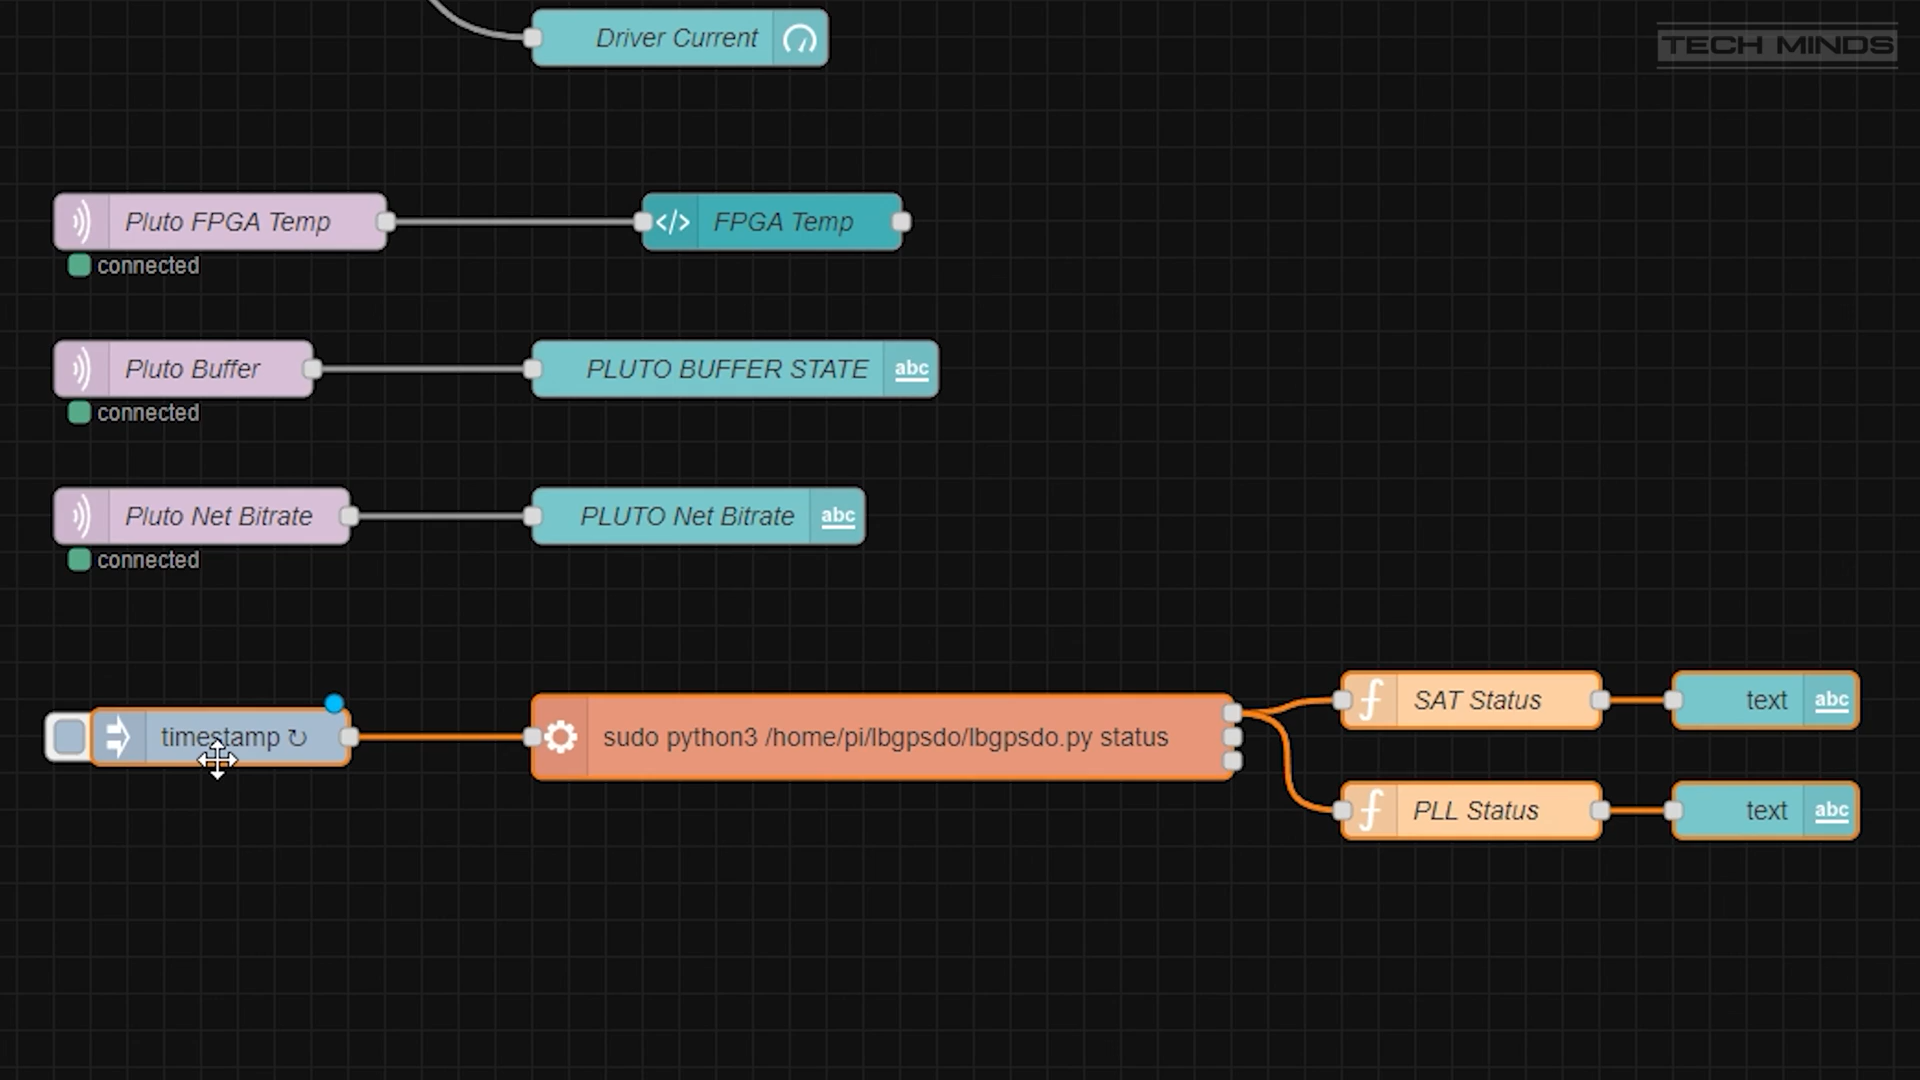 Driver Current
TECH MINDS
Pluto FPGA Temp
</> FPGA Temp
connected
Pluto Buffer
PLUTO BUFFER STATE abc
connected
Pluto Net Bitrate
PLUTO Net Bitrate abc
connected
timestamp ↻
sudo python3 /home/pi/lbgpsdo/lbgpsdo.py status
SAT Status
text abc
PLL Status
text abc